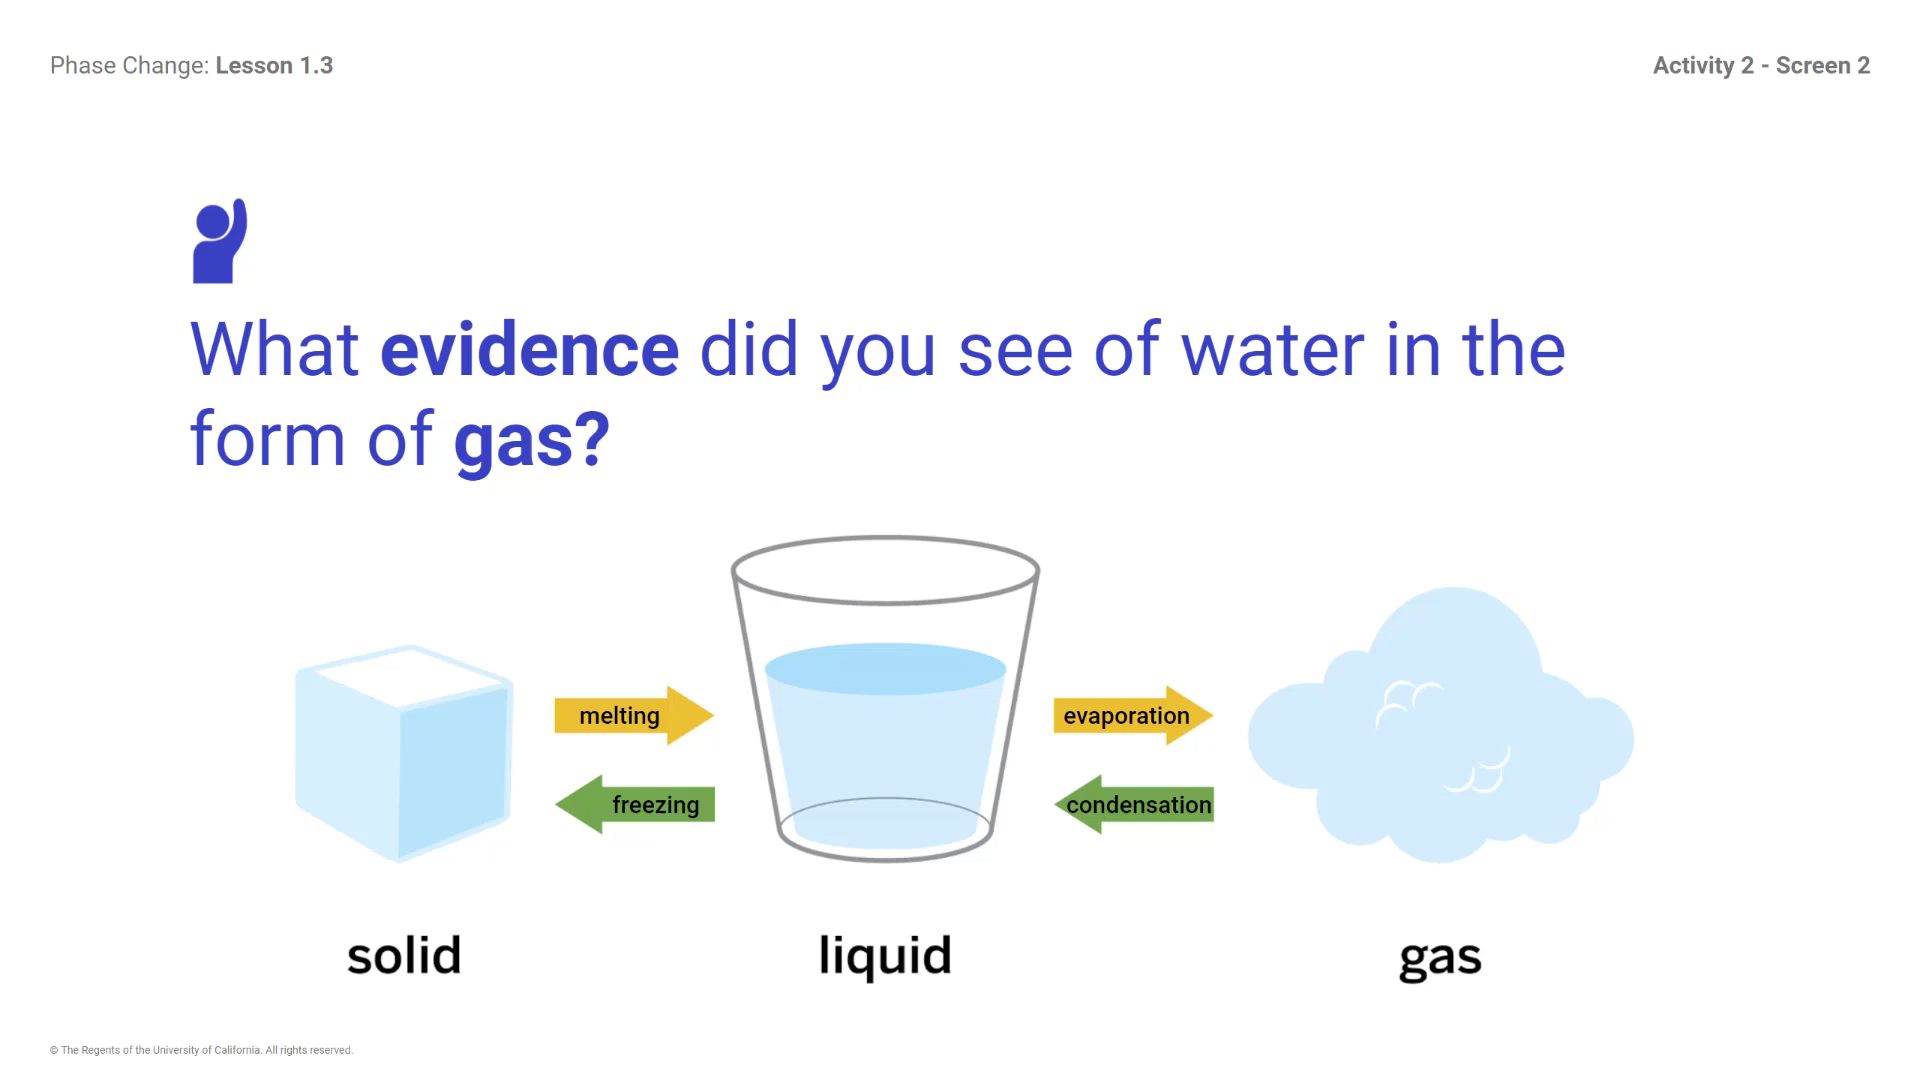 Phase Change: Lesson 1.3
Activity 2 - Screen 2
What evidence did you see of water in the
form of gas?
melting
evaporation
freezing
condensation
solid
liquid
gas
© The Regents of the University of California. All rights reserved.